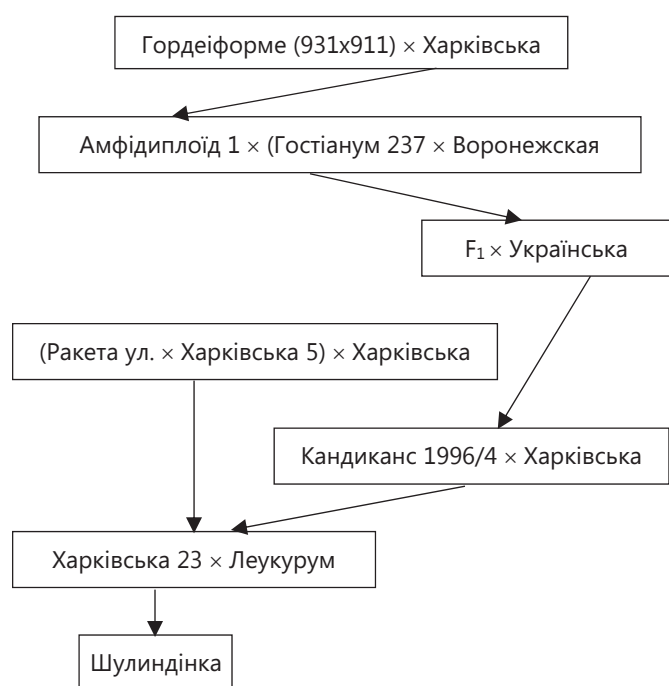 Гордеіформе (931х911) × Харківська
Амфідиплоїд 1 × (Гостіанум 237 × Воронежская
F₁ × Українська
(Ракета ул. × Харківська 5) × Харківська
Кандиканс 1996/4 × Харківська
Харківська 23 × Леукурум
Шулиндінка